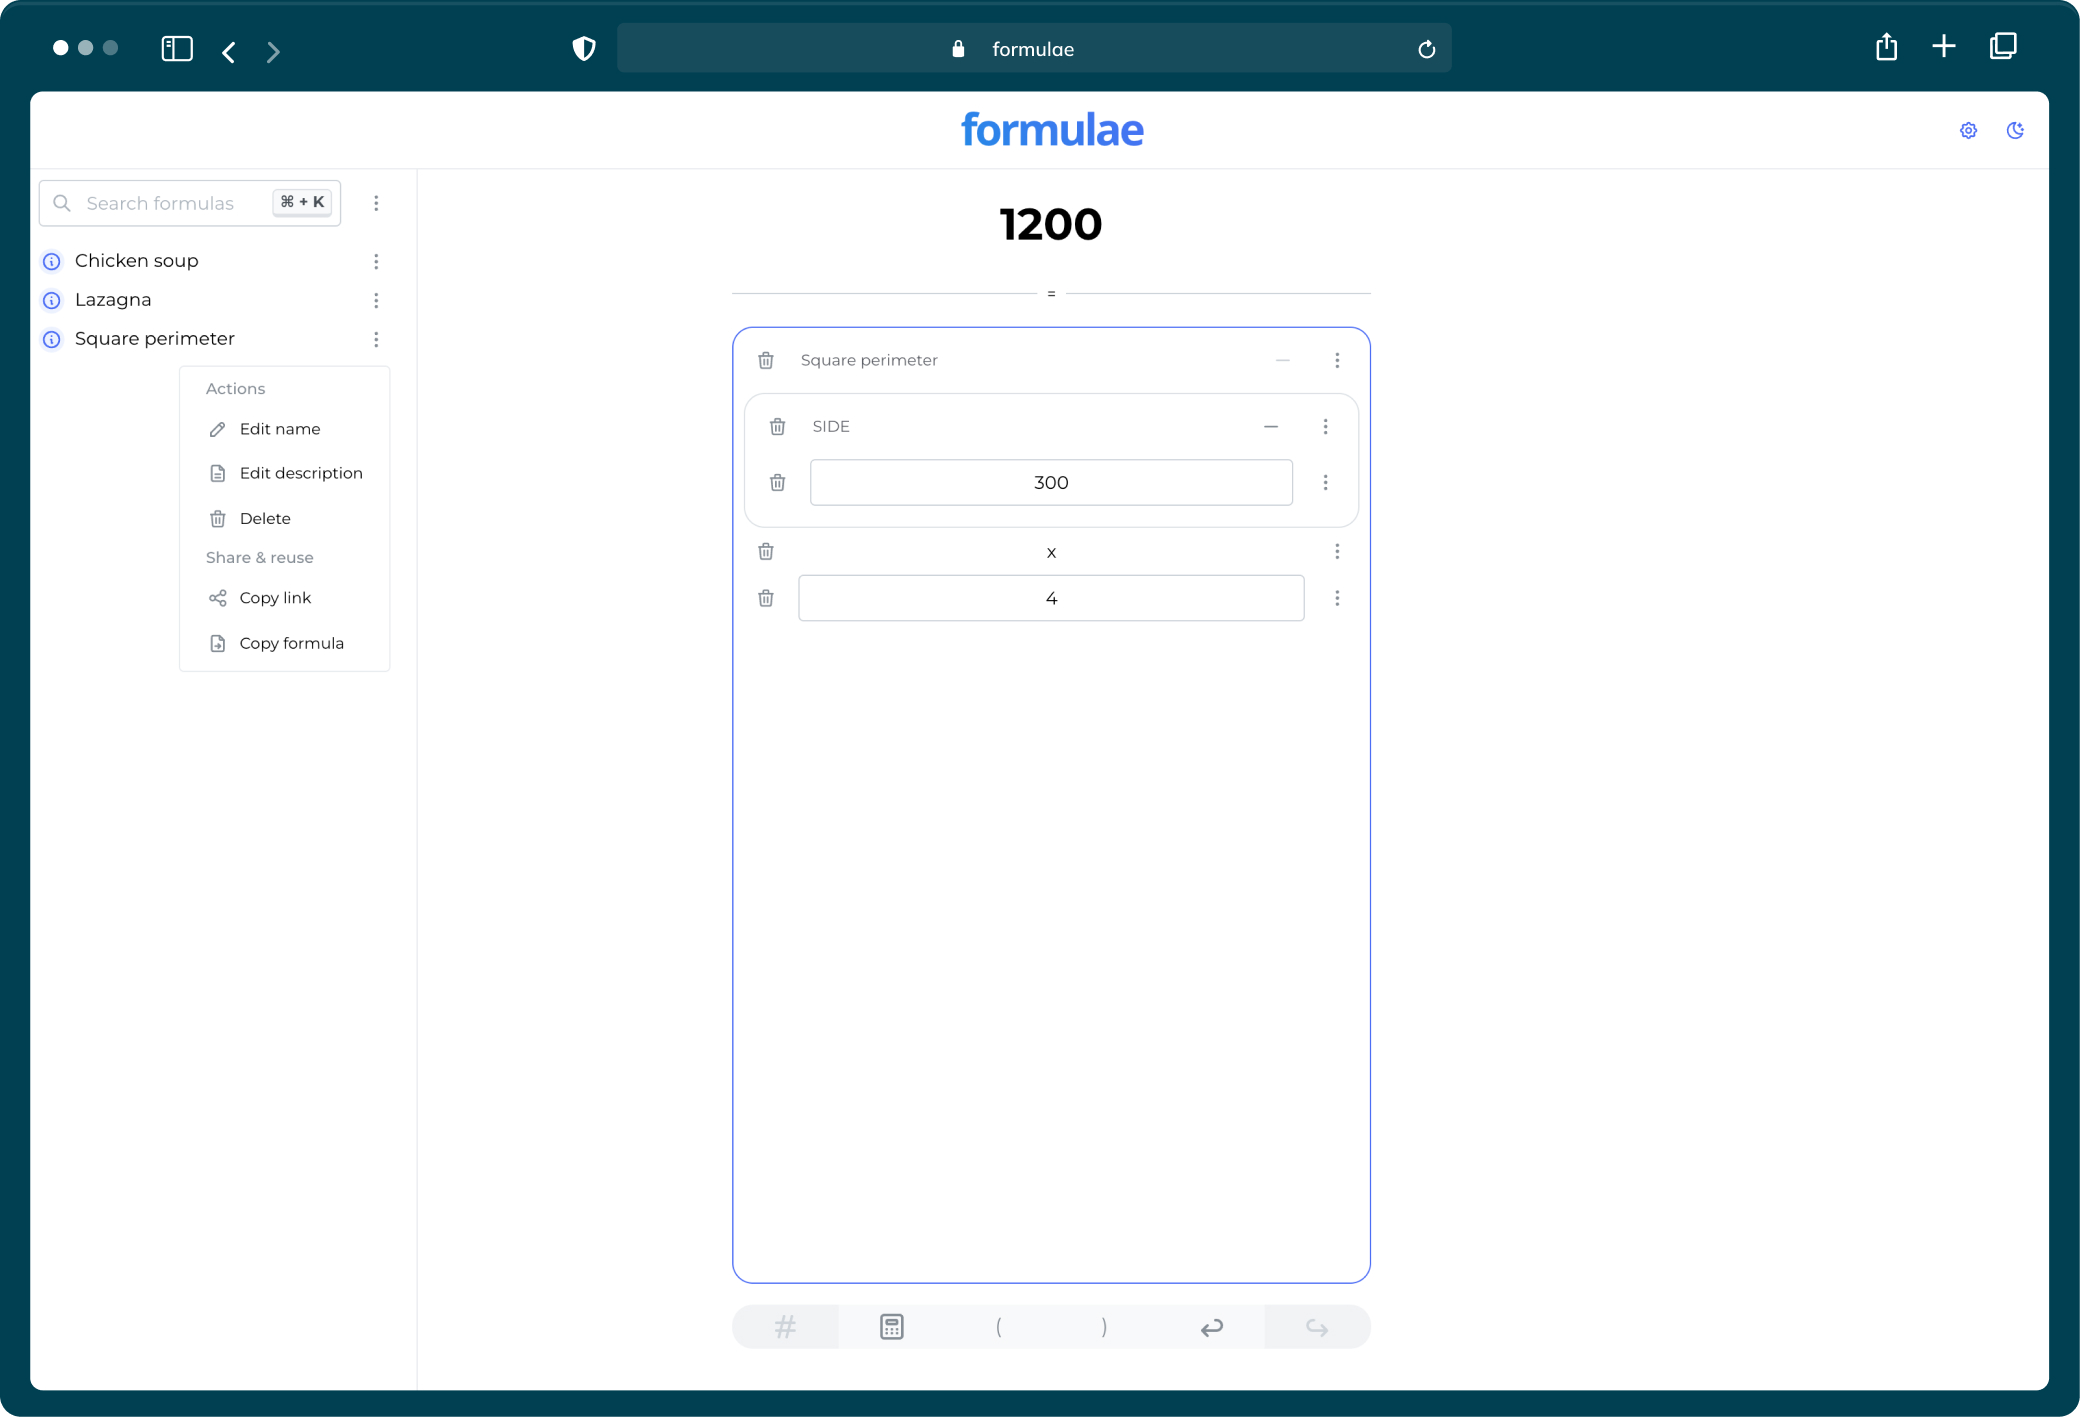 formulae
formulae
Search formulas
⌘ + K
Chicken soup
Lazagna
Square perimeter
Actions
Edit name
Edit description
Delete
Share & reuse
Copy link
Copy formula
1200
=
Square perimeter
SIDE
300
x
4
# ( )